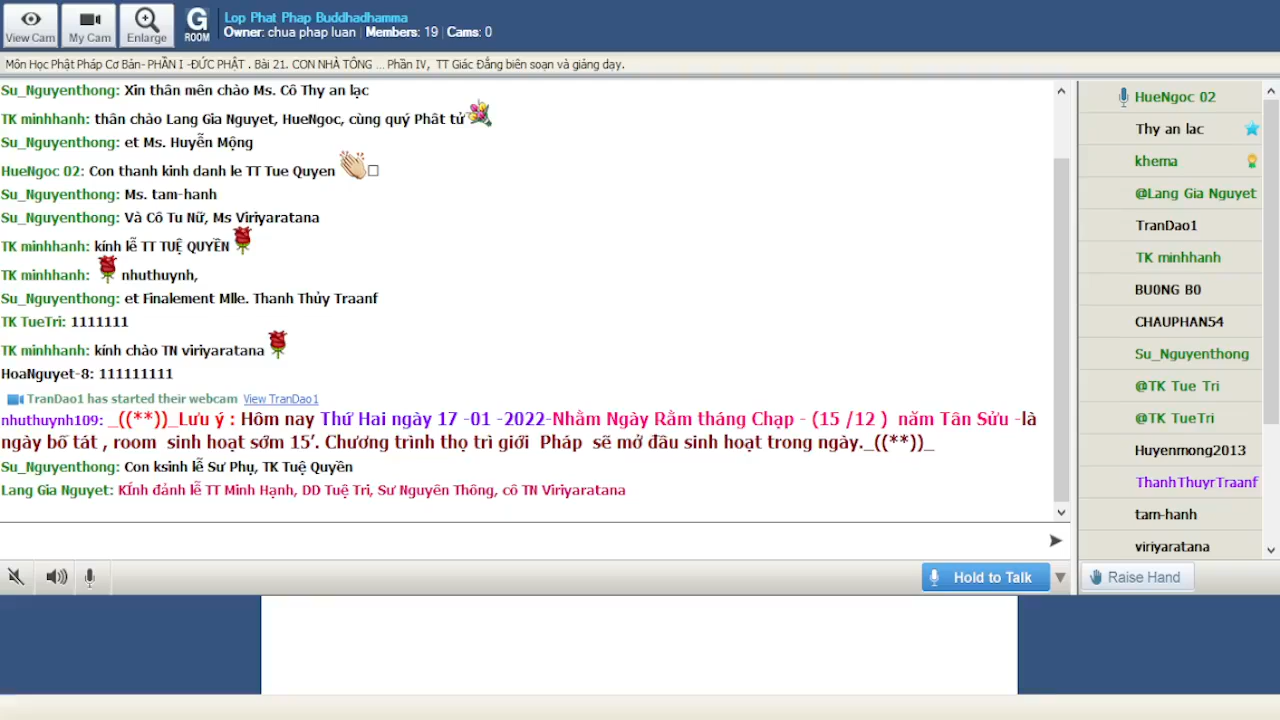 View Cam
My Cam
Enlarge
G
ROOM
Lop Phat Phap Buddhadhamma
Owner: chua phap luan | Members: 19 | Cams: 0
Môn Học Phật Pháp Cơ Bản- PHẦN I -ĐỨC PHẬT . Bài 21. CON NHÀ TÔNG ... Phần IV, TT Giác Đẳng biên soạn và giảng dạy.
Su_Nguyenthong: Xin thân mên chào Ms. Cô Thy an lạc
TK minhhanh: thân chào Lang Gia Nguyet, HueNgoc, cùng quý Phât tử
Su_Nguyenthong: et Ms. Huyễn Mộng
HueNgoc 02: Con thanh kinh danh le TT Tue Quyen
Su_Nguyenthong: Ms. tam-hanh
Su_Nguyenthong: Và Cô Tu Nữ, Ms Viriyaratana
TK minhhanh: kính lễ TT TUỆ QUYỀN
TK minhhanh: nhuthuynh,
Su_Nguyenthong: et Finalement Mlle. Thanh Thủy Traanf
TK TueTri: 1111111
TK minhhanh: kính chào TN viriyaratana
HoaNguyet-8: 111111111
TranDao1 has started their webcam View TranDao1
nhuthuynh109: _((**))_Lưu ý : Hôm nay Thứ Hai ngày 17 -01 -2022-Nhằm Ngày Rằm tháng Chạp - (15 /12 ) năm Tân Sửu -là
ngày bố tát , room sinh hoạt sớm 15’. Chương trình thọ trì giới Pháp sẽ mở đầu sinh hoạt trong ngày._((**))_
Su_Nguyenthong: Con ksinh lễ Sư Phụ, TK Tuệ Quyền
Lang Gia Nguyet: KÍnh đảnh lễ TT Minh Hạnh, DD Tuệ Tri, Sư Nguyên Thông, cô TN Viriyaratana
Hold to Talk
HueNgoc 02
Thy an lac
khema
@Lang Gia Nguyet
TranDao1
TK minhhanh
BU0NG B0
CHAUPHAN54
Su_Nguyenthong
@TK Tue Tri
@TK TueTri
Huyenmong2013
ThanhThuyrTraanf
tam-hanh
viriyaratana
Raise Hand